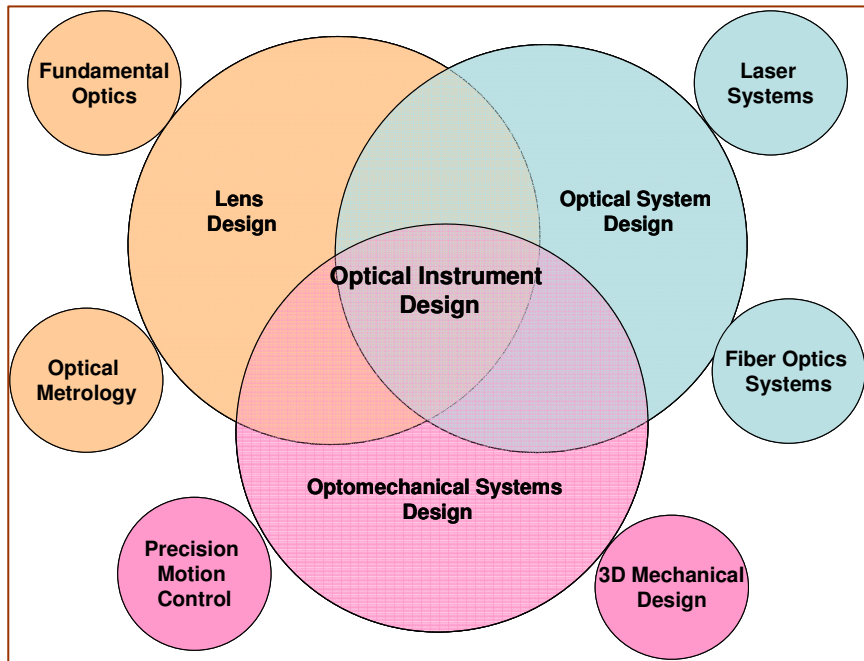 Fundamental
Optics
Laser
Systems
Lens
Design
Optical System
Design
Optical Instrument
Design
Optical
Metrology
Fiber Optics
Systems
Optomechanical Systems
Design
Precision
Motion
Control
3D Mechanical
Design